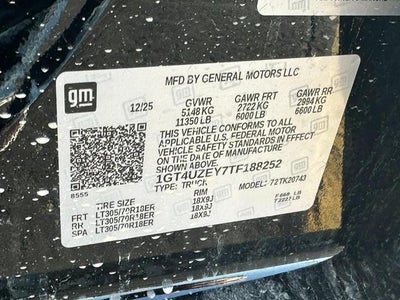 gm
MFD BY GENERAL MOTORS LLC
12/25 GVWR GAWR FRT GAWR RR
5148 KG 2722 KG 2994 KG
11350 LB 6000 LB 6600 LB
THIS VEHICLE CONFORMS TO ALL
APPLICABLE U.S. FEDERAL MOTOR
VEHICLE SAFETY STANDARDS IN
EFFECT ON THE DATE OF MANUFACTURE
SHOWN ABOVE.
1GT4UZEY7TF188252
TYPE: TRUCK MODEL: T2TK20743
8555
TIRE SIZE RIM
FRT LT305/70R18ER 18X9J
RR LT305/70R18ER 18X9J
SPA LT305/70R18ER 18X9J